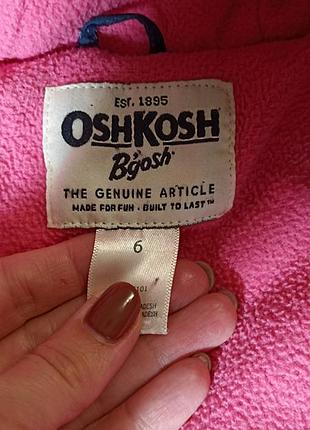 EST. 1895
OSHKOSH
B'gosh
THE GENUINE ARTICLE
MADE FOR FUN • BUILT TO LAST™
6